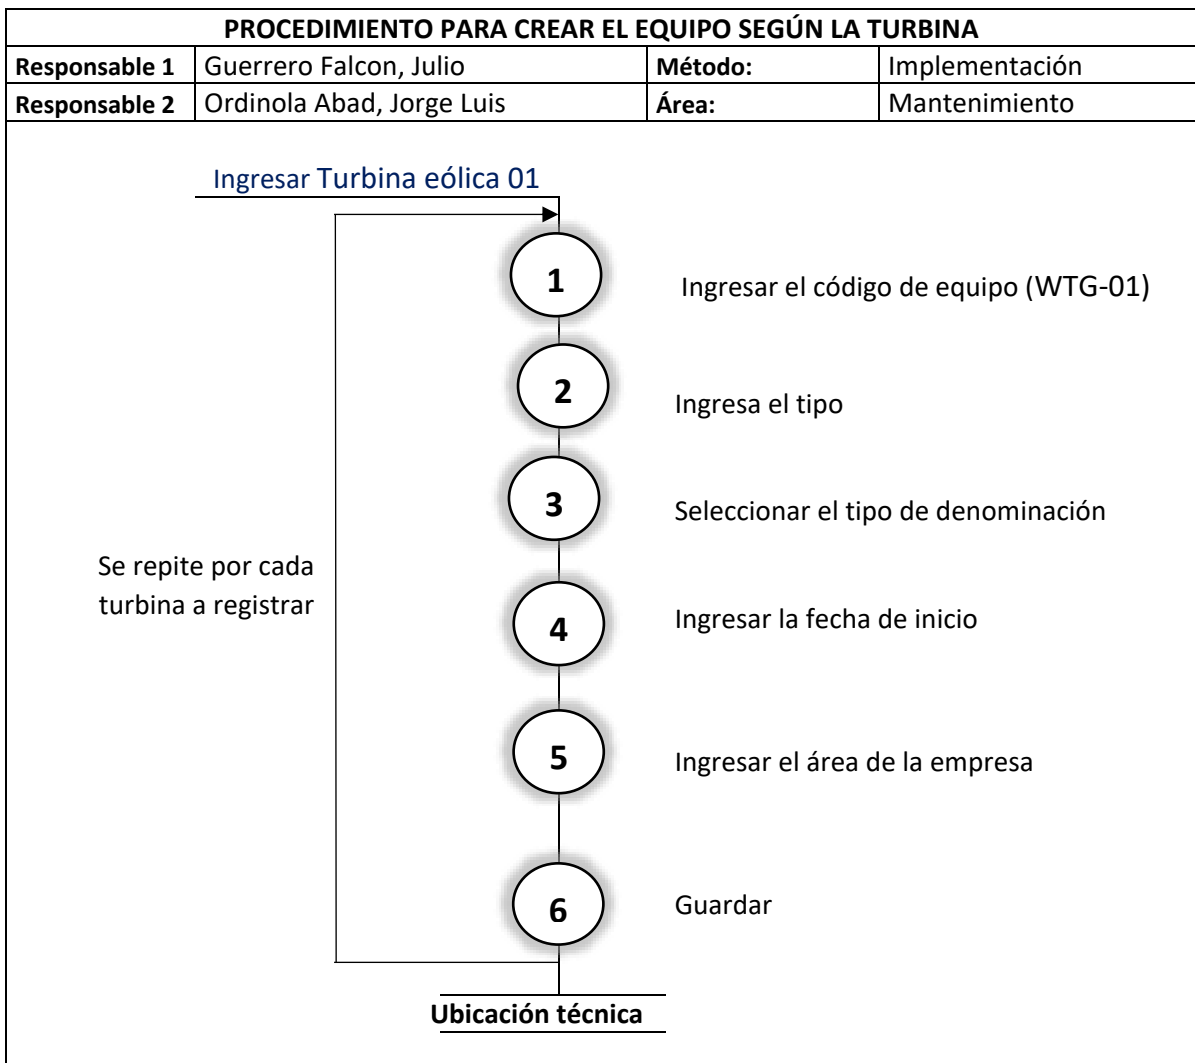 PROCEDIMIENTO PARA CREAR EL EQUIPO SEGÚN LA TURBINA
Responsable 1 Guerrero Falcon, Julio Método: Implementación
Responsable 2 Ordinola Abad, Jorge Luis Área: Mantenimiento
Ingresar Turbina eólica 01
1 Ingresar el código de equipo (WTG-01)
2 Ingresa el tipo
3 Seleccionar el tipo de denominación
Se repite por cada
turbina a registrar
4 Ingresar la fecha de inicio
5 Ingresar el área de la empresa
6 Guardar
Ubicación técnica